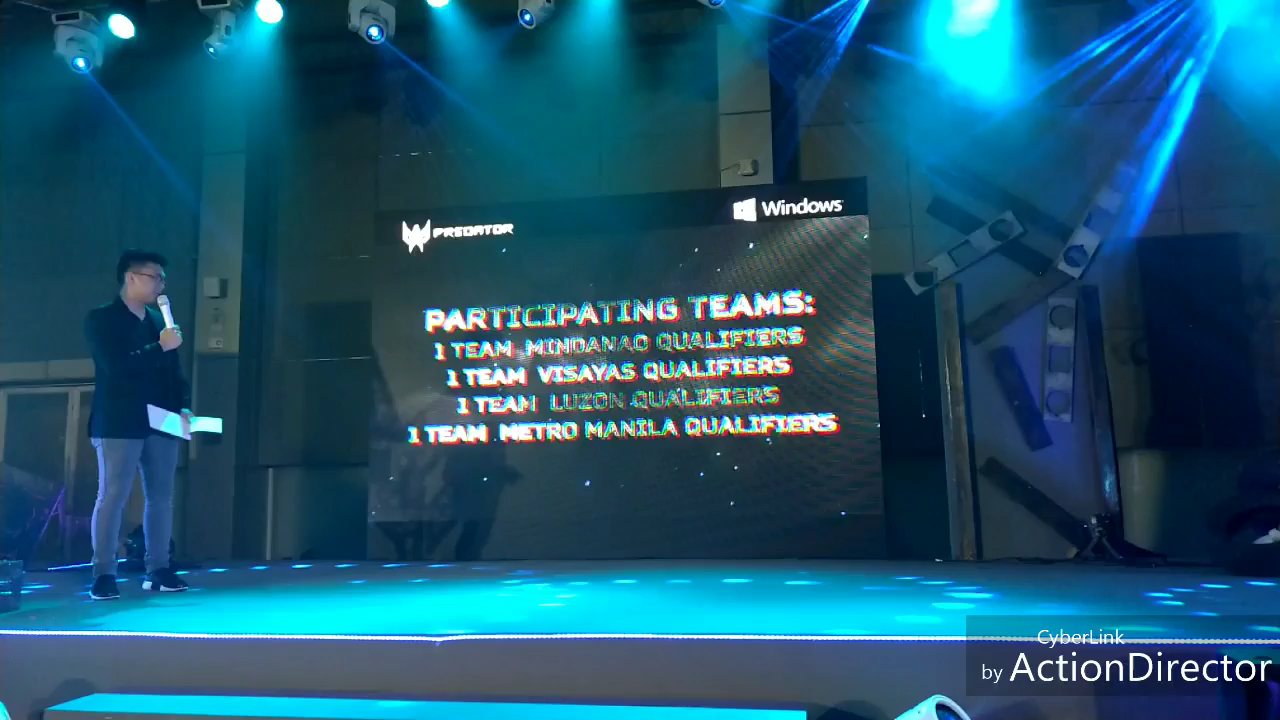 PREDATOR
Windows
PARTICIPATING TEAMS:
1 TEAM MINDANAO QUALIFIERS
1 TEAM VISAYAS QUALIFIERS
1 TEAM LUZON QUALIFIERS
1 TEAM METRO MANILA QUALIFIERS
CyberLink
by ActionDirector